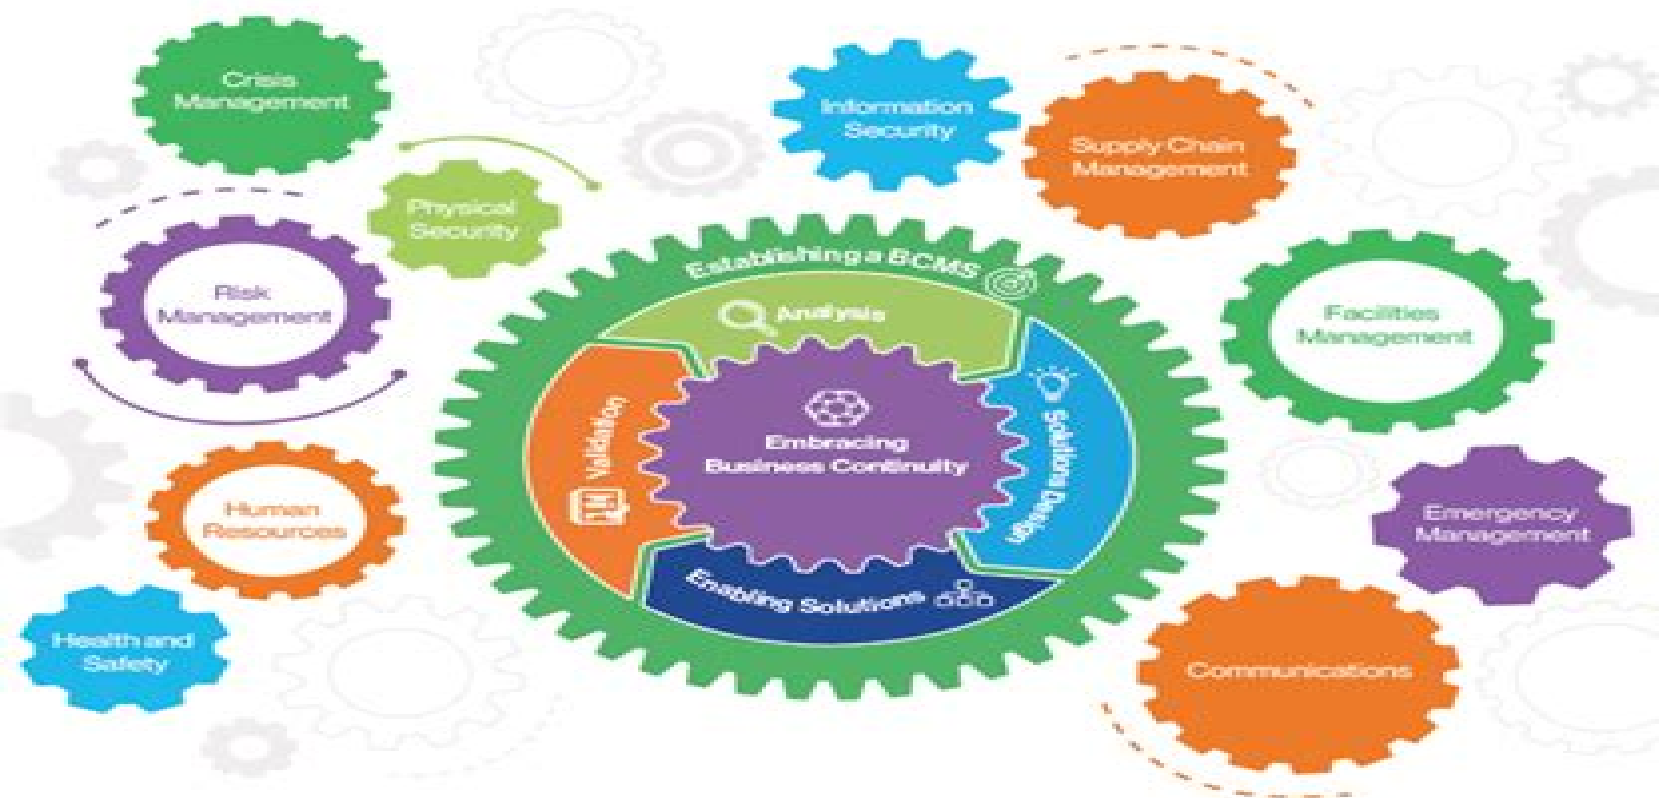 Crisis
Management
Information
Security
Supply Chain
Management
Physical
Security
Risk
Management
Establishing a BCMS
Analysis
Facilities
Management
Validation
Solutions Design
Embracing
Business Continuity
Human
Resources
Emergency
Management
Enabling Solutions
Health and
Safety
Communications